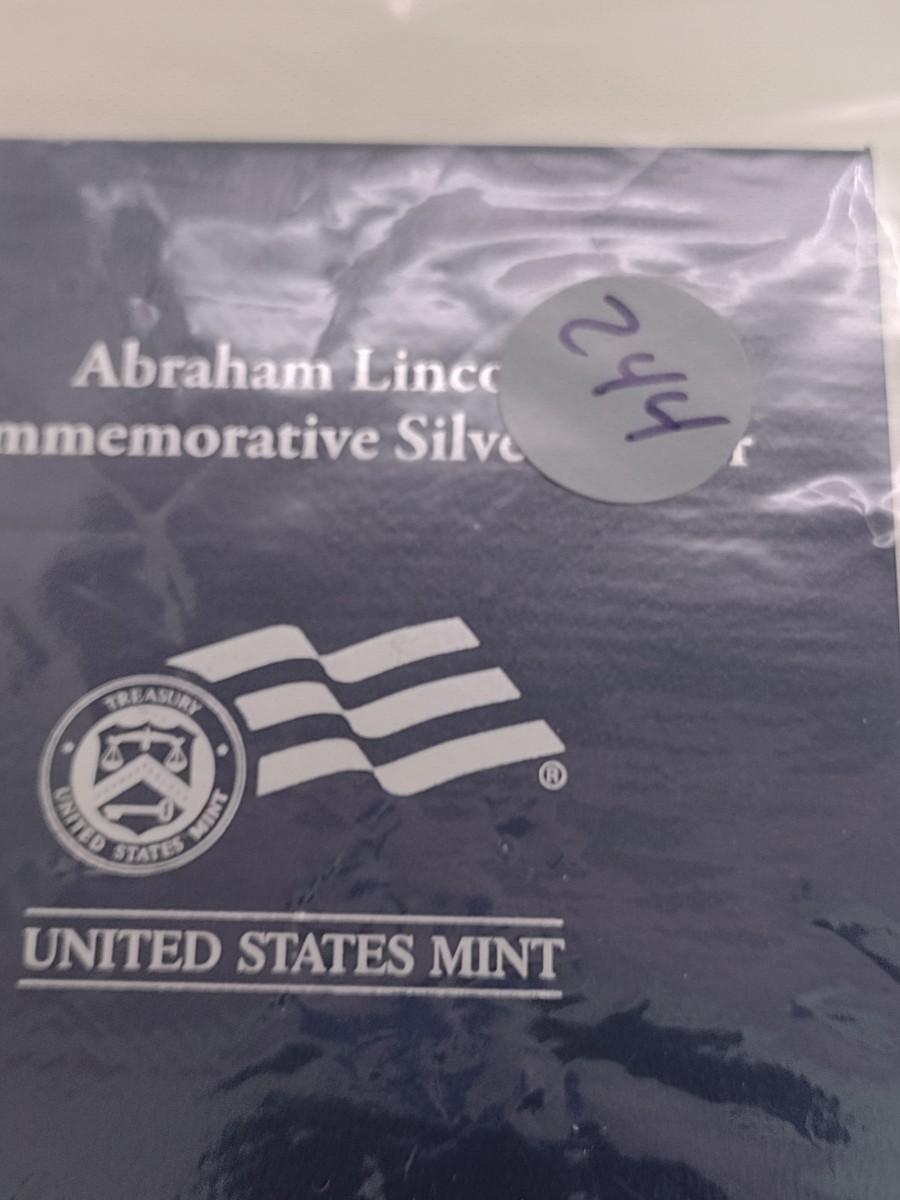 Abraham Linco
mmemorative Silve r
244
TREASURY
UNITED STATES MINT
®
UNITED STATES MINT